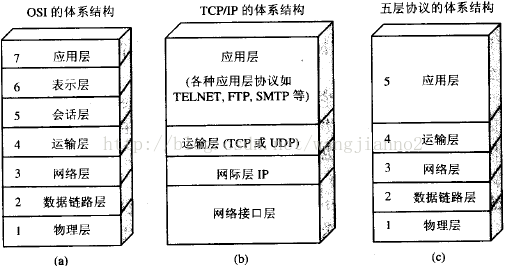 OSI 的体系结构
7 应用层
6 表示层
5 会话层
4 运输层
3 网络层
2 数据链路层
1 物理层
(a)
TCP/IP 的体系结构
应用层
(各种应用层协议如
TELNET, FTP, SMTP 等)
运输层 (TCP 或 UDP)
网际层 IP
网络接口层
(b)
五层协议的体系结构
5 应用层
4 运输层
3 网络层
2 数据链路层
1 物理层
(c)